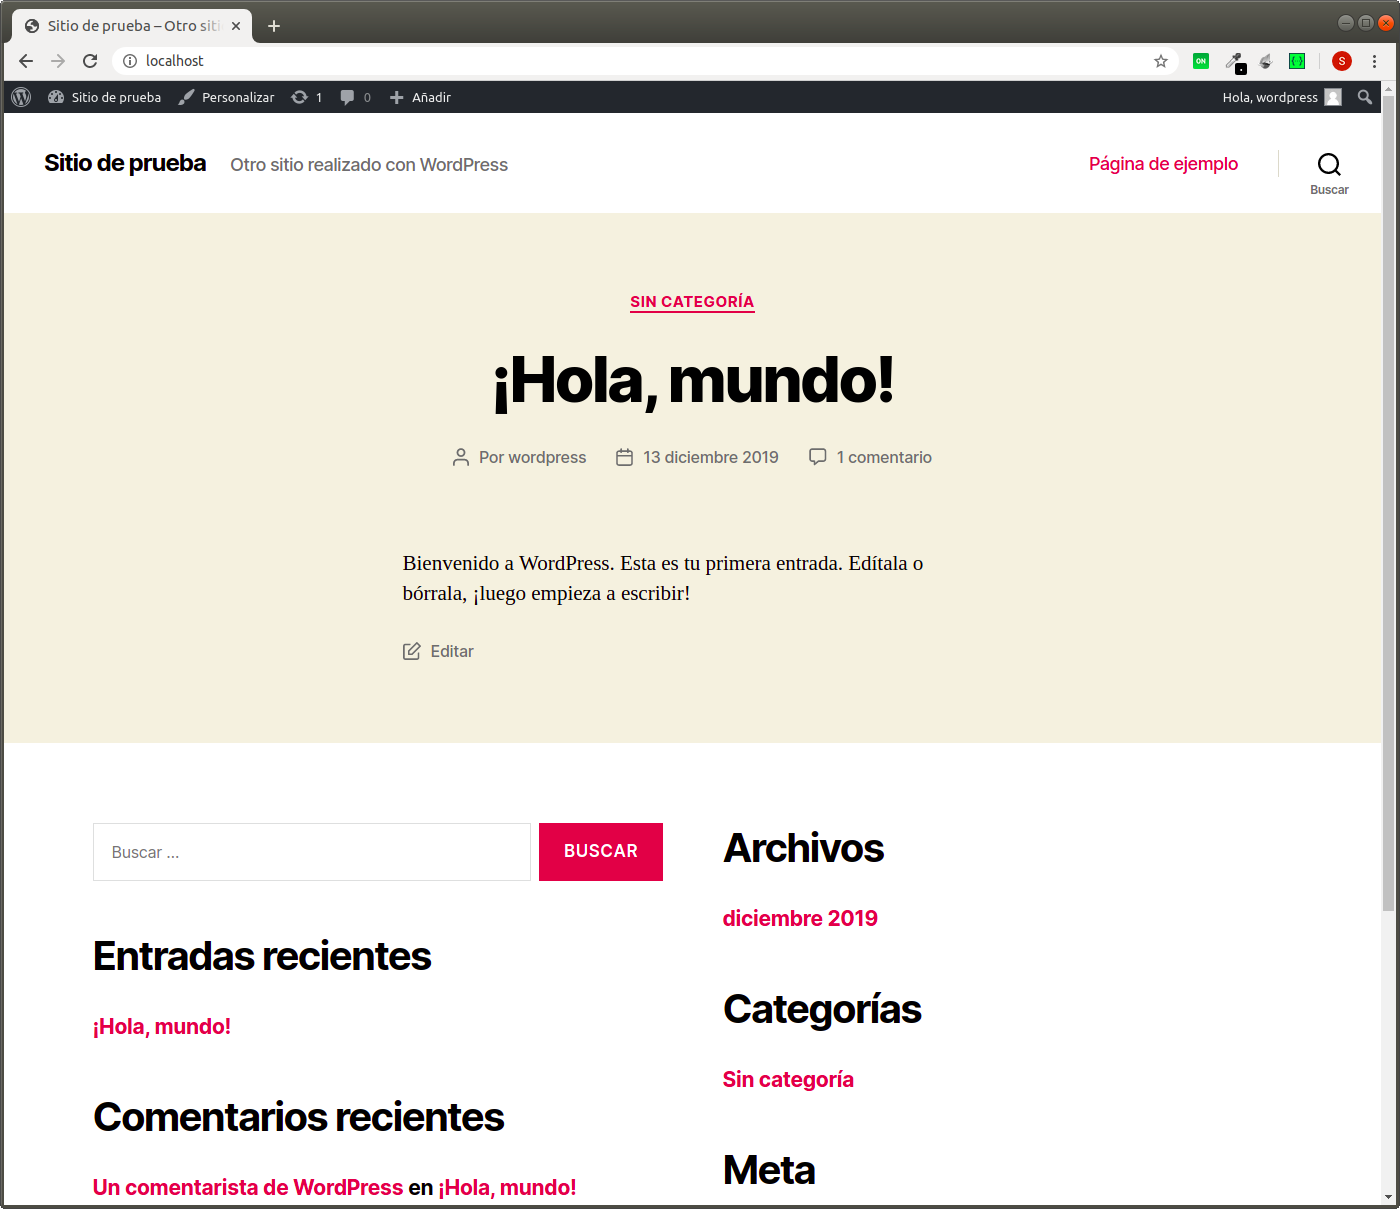 Sitio de prueba – Otro siti
localhost
ON
S
Sitio de prueba
Personalizar
1
0
Añadir
Hola, wordpress
Sitio de prueba
Otro sitio realizado con WordPress
Página de ejemplo
Buscar
SIN CATEGORÍA
¡Hola, mundo!
Por wordpress
13 diciembre 2019
1 comentario
Bienvenido a WordPress. Esta es tu primera entrada. Edítala o
bórrala, ¡luego empieza a escribir!
Editar
Buscar …
BUSCAR
Entradas recientes
¡Hola, mundo!
Comentarios recientes
Un comentarista de WordPress en ¡Hola, mundo!
Archivos
diciembre 2019
Categorías
Sin categoría
Meta